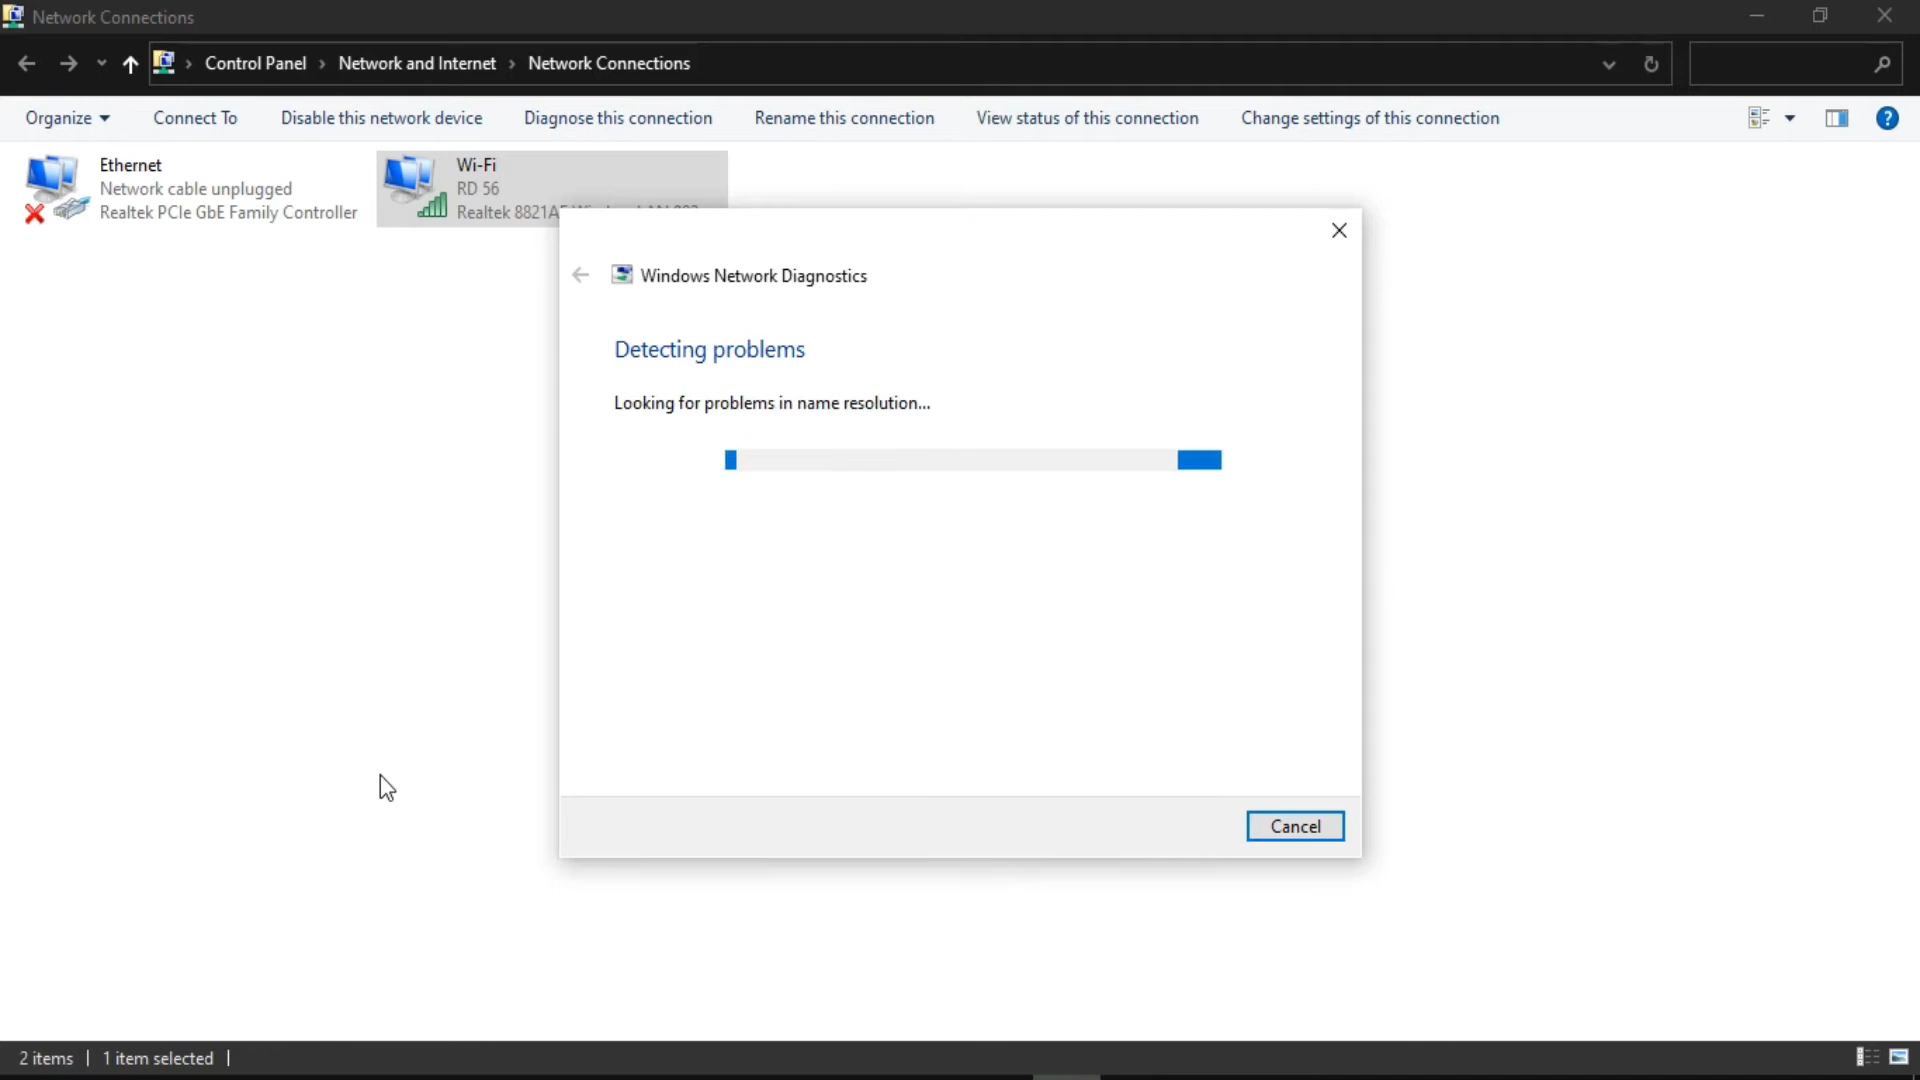 Network Connections
Control Panel Network and Internet Network Connections
Organize Connect To Disable this network device Diagnose this connection Rename this connection View status of this connection Change settings of this connection
Ethernet
Network cable unplugged
Realtek PCIe GbE Family Controller
Wi-Fi
RD 56
Realtek
Windows Network Diagnostics
Detecting problems
Looking for problems in name resolution...
Cancel
2 items 1 item selected